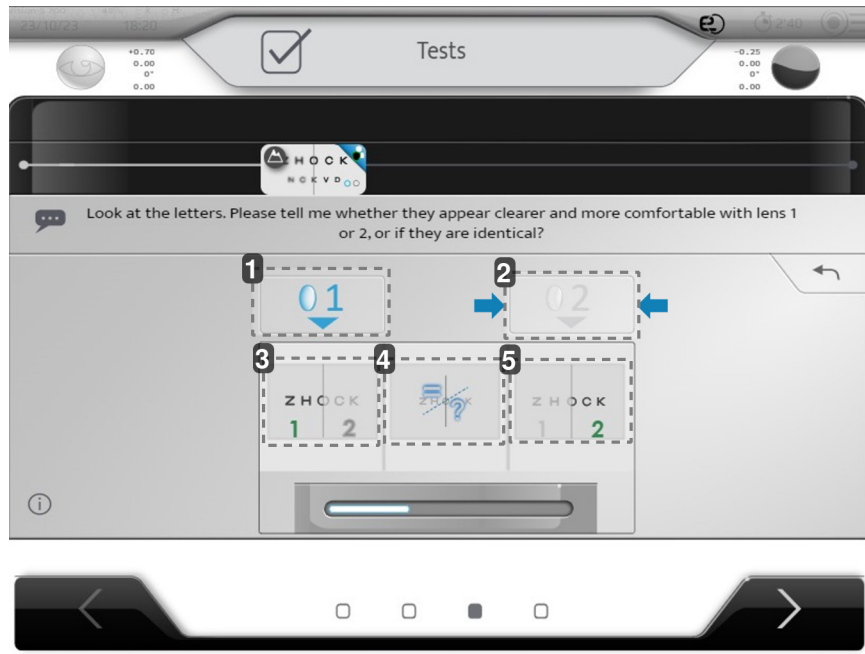 23/10/23 18:20
Tests
2'40
+0.70
0.00
0°
0.00
-0.25
0.00
0°
0.00
ZHOCK
NCKVD
Look at the letters. Please tell me whether they appear clearer and more comfortable with lens 1
or 2, or if they are identical?
1
2
01
02
3
4
5
ZHOCK
1 2
ZHOCK
?
ZHOCK
1 2
i